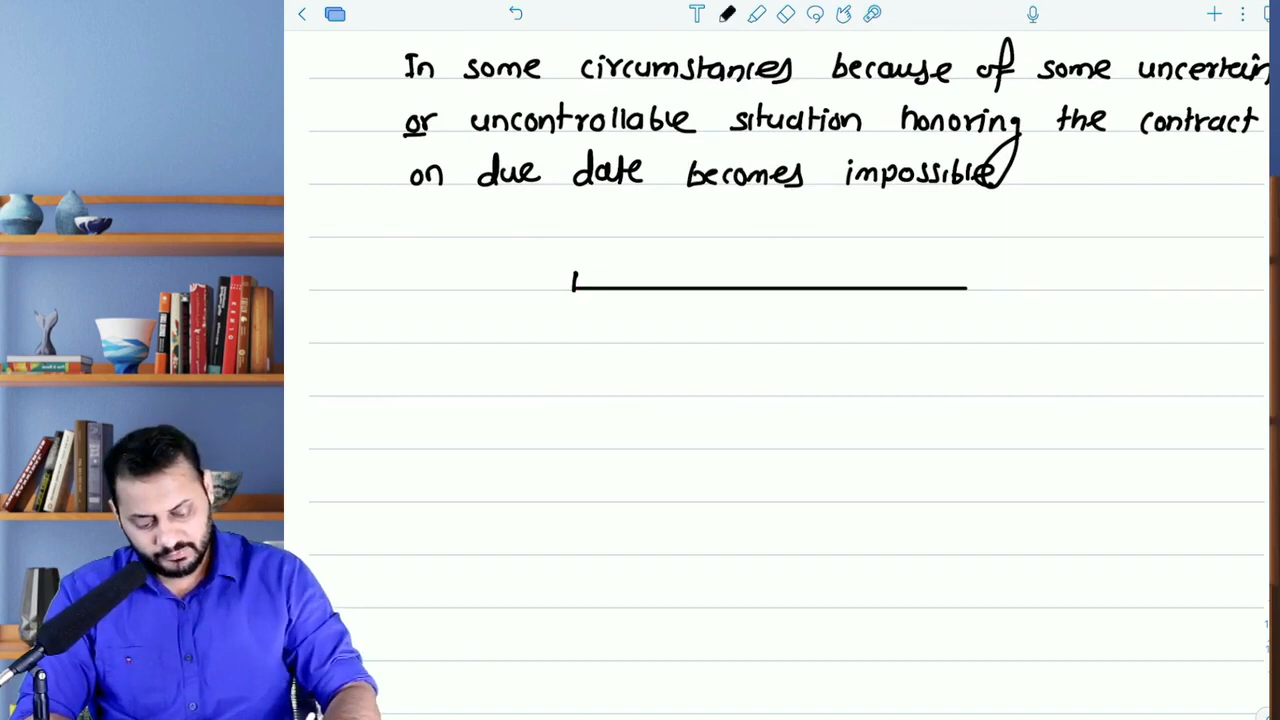 In some circumstances because of some uncertain
or uncontrollable situation honoring the contract
on due date becomes impossible